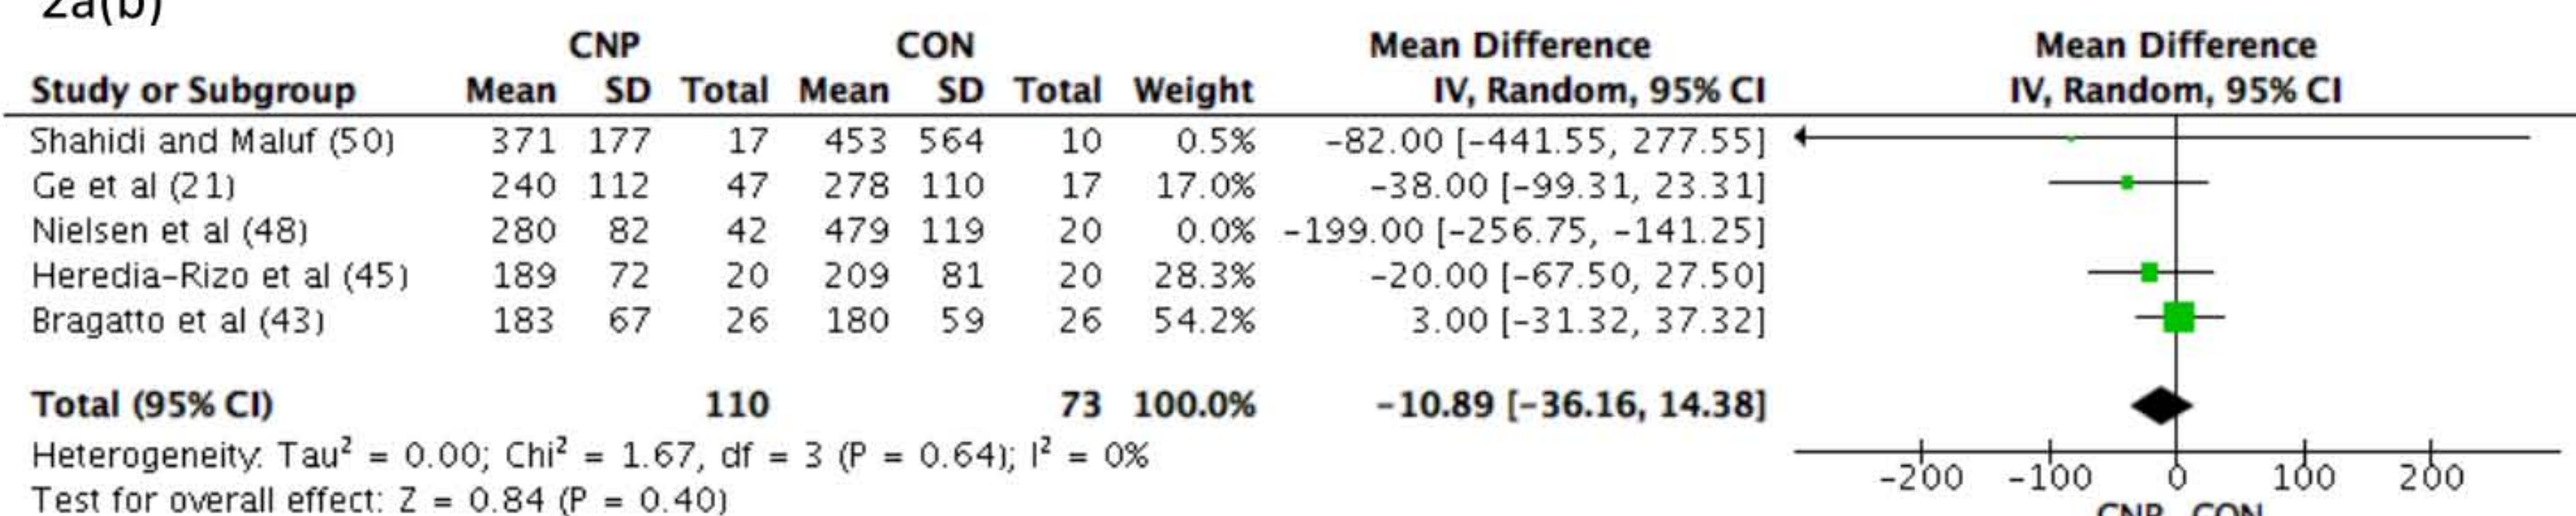 2a(b)
CNP CON Mean Difference Mean Difference
Study or Subgroup Mean SD Total Mean SD Total Weight IV, Random, 95% CI IV, Random, 95% CI
Shahidi and Maluf (50) 371 177 17 453 564 10 0.5% -82.00 [-441.55, 277.55]
Ge et al (21) 240 112 47 278 110 17 17.0% -38.00 [-99.31, 23.31]
Nielsen et al (48) 280 82 42 479 119 20 0.0% -199.00 [-256.75, -141.25]
Heredia-Rizo et al (45) 189 72 20 209 81 20 28.3% -20.00 [-67.50, 27.50]
Bragatto et al (43) 183 67 26 180 59 26 54.2% 3.00 [-31.32, 37.32]
Total (95% CI) 110 73 100.0% -10.89 [-36.16, 14.38]
Heterogeneity: Tau² = 0.00; Chi² = 1.67, df = 3 (P = 0.64); I² = 0%
Test for overall effect: Z = 0.84 (P = 0.40)
-200 -100 0 100 200
CNP CON